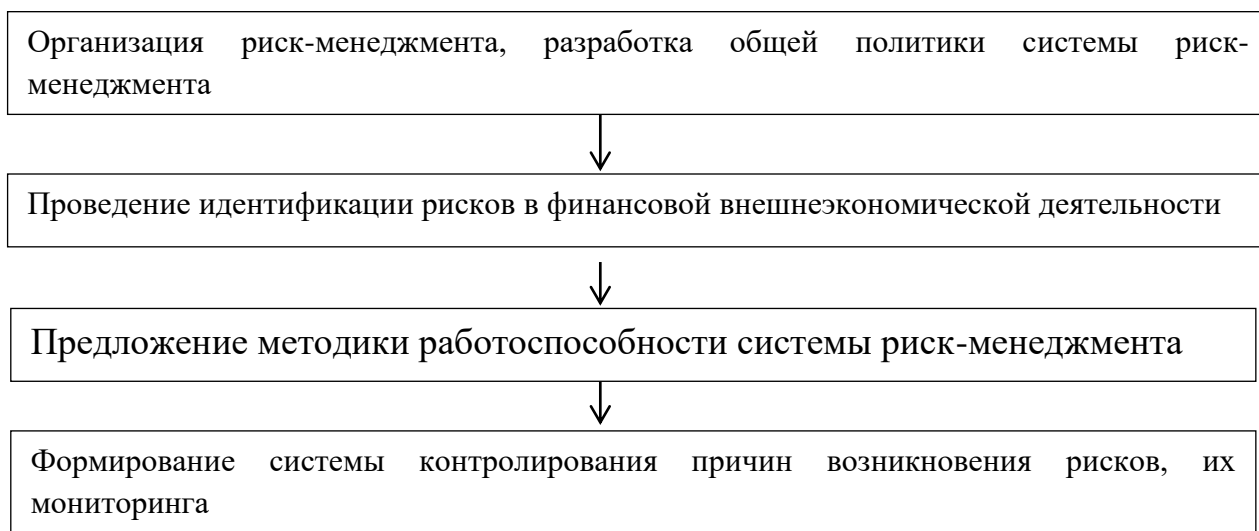 Организация риск-менеджмента, разработка общей политики системы риск-
менеджмента
Проведение идентификации рисков в финансовой внешнеэкономической деятельности
Предложение методики работоспособности системы риск-менеджмента
Формирование системы контролирования причин возникновения рисков, их
мониторинга